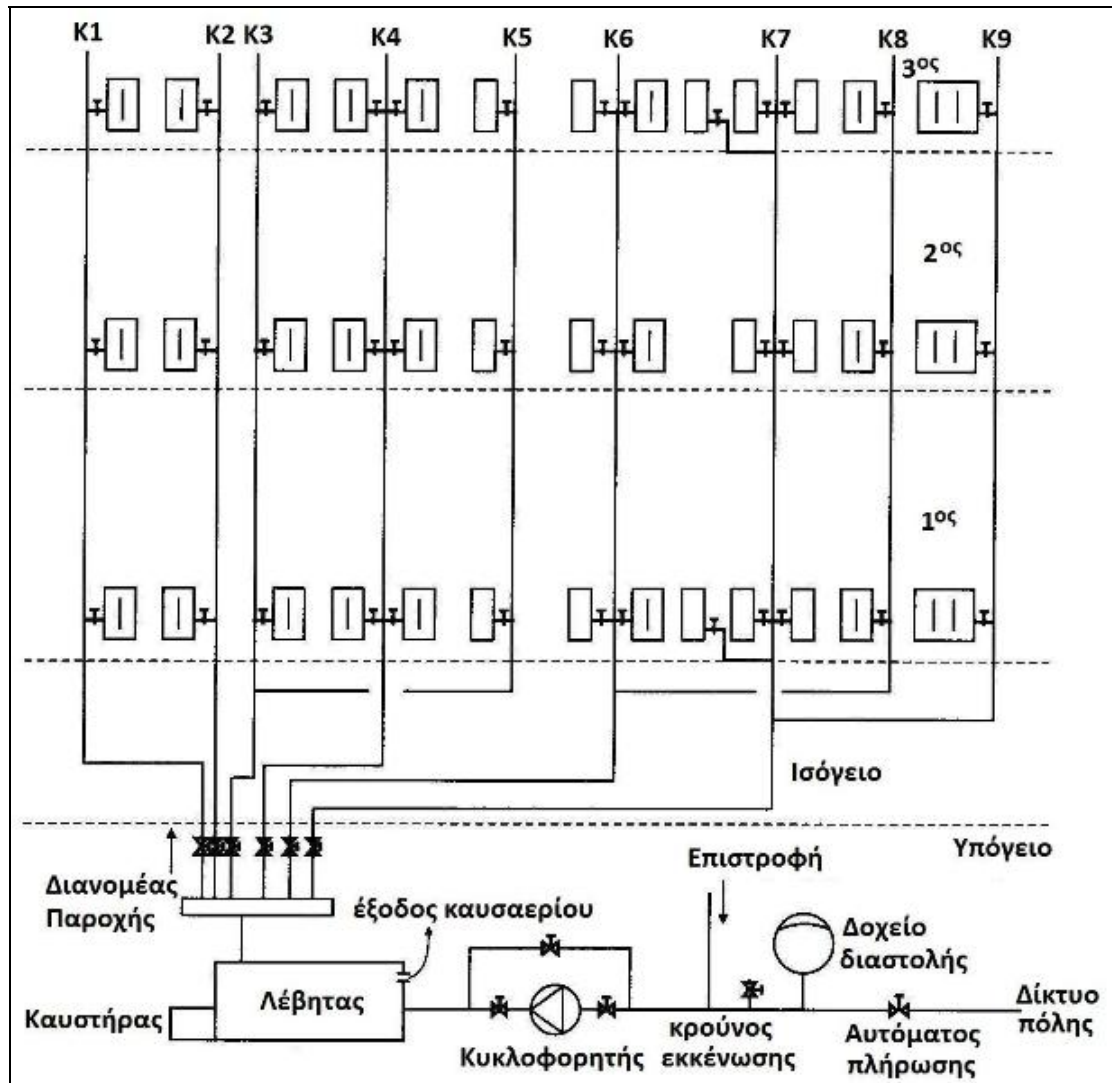 K1 K2 K3 K4 K5 K6 K7 K8 K9
3ος
2ος
1ος
Ισόγειο
Υπόγειο
Διανομέας
Παροχής
έξοδος καυσαερίου
Επιστροφή
Δοχείο
διαστολής
Λέβητας
Καυστήρας
Κυκλοφορητής
κρούνος
εκκένωσης
Αυτόματος
πλήρωσης
Δίκτυο
πόλης